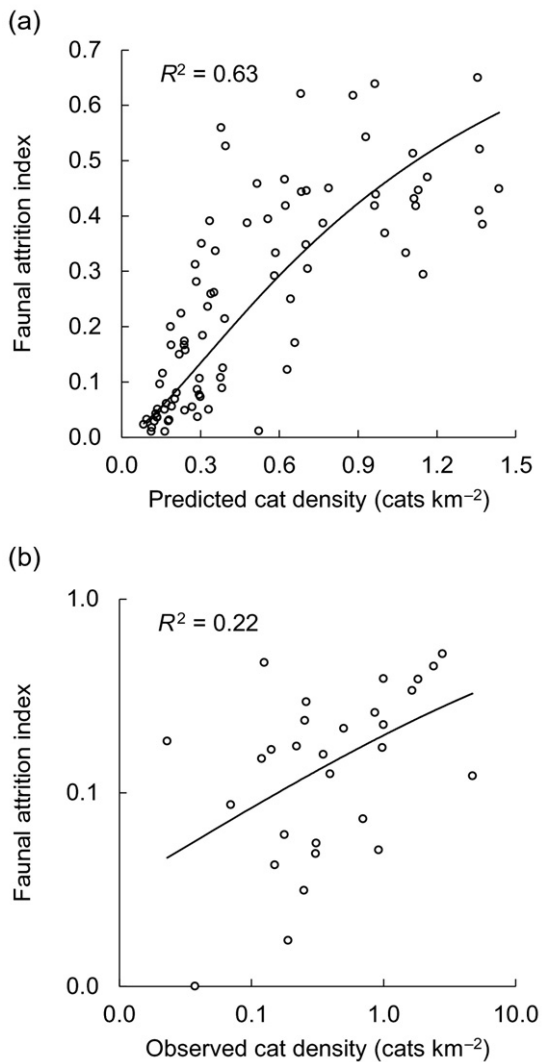 (a)
0.7
R² = 0.63
0.6
0.5
0.4
0.3
0.2
0.1
0.0
Faunal attrition index
0.0 0.3 0.6 0.9 1.2 1.5
Predicted cat density (cats km⁻²)
(b)
1.0
R² = 0.22
0.1
0.0
Faunal attrition index
0.0 0.1 1.0 10.0
Observed cat density (cats km⁻²)